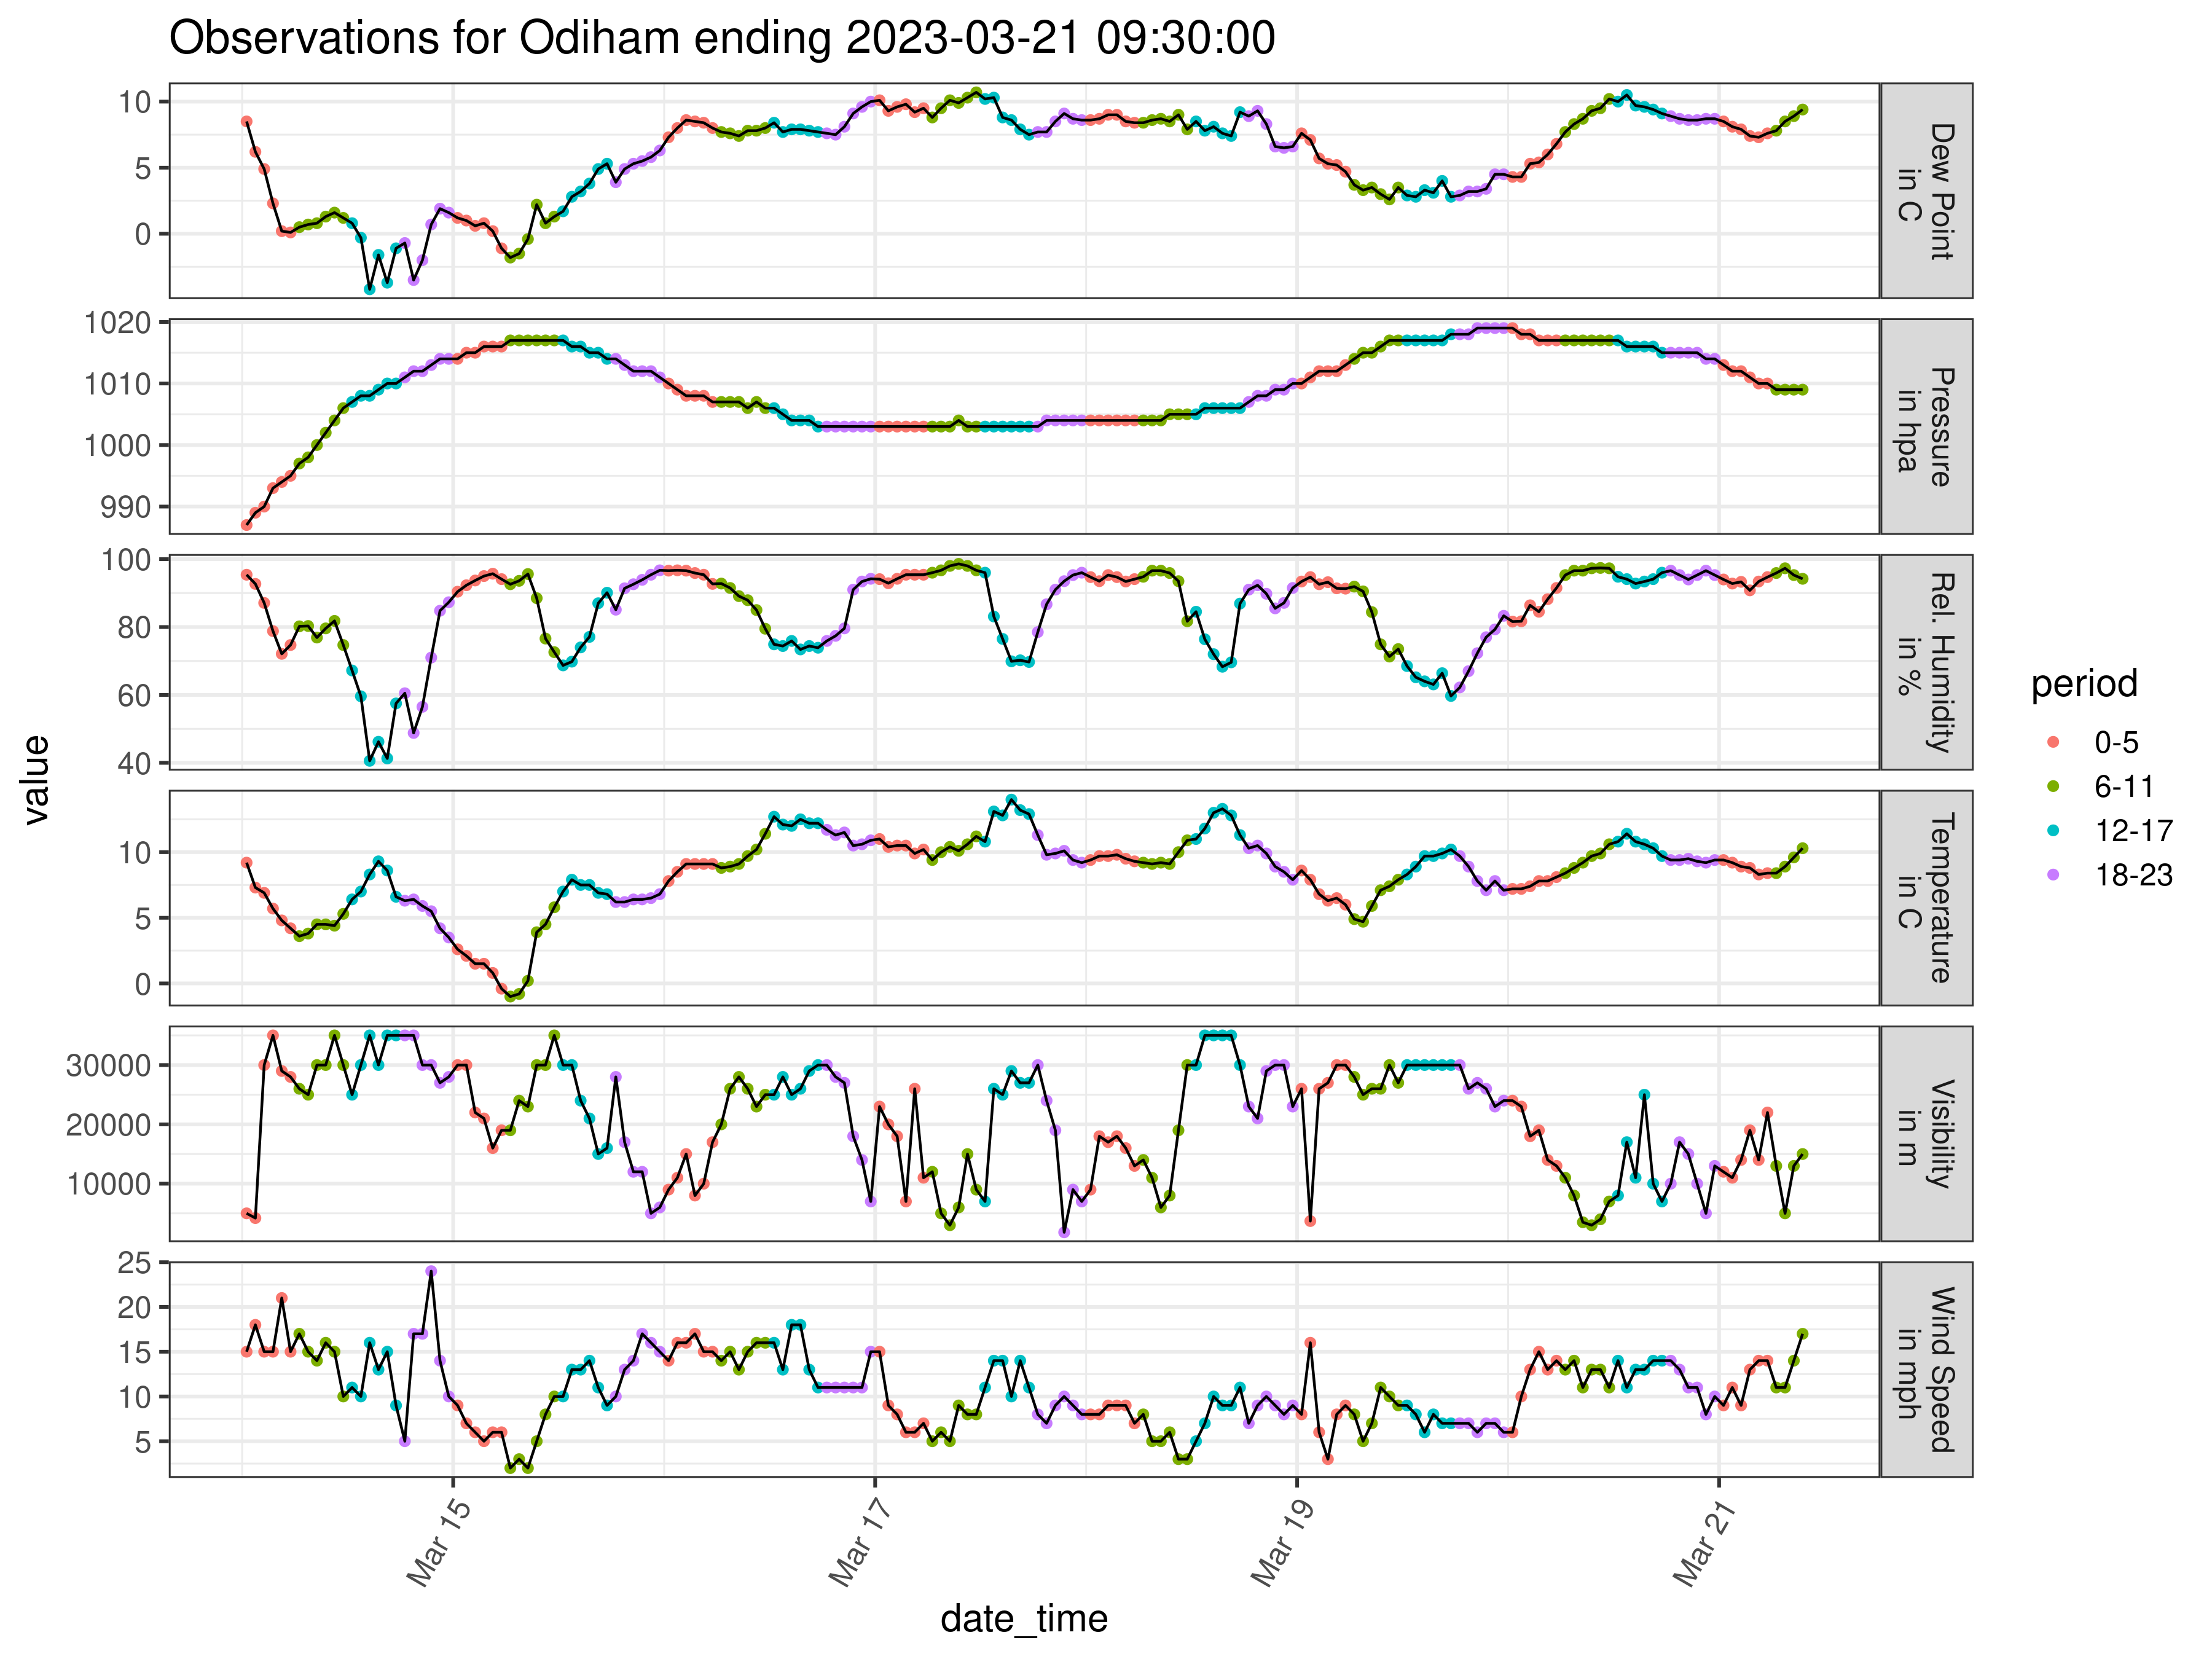 Observations for Odiham ending 2023-03-21 09:30:00
value
10
5
0
Dew Point
in C
1020
1010
1000
990
Pressure
in hpa
100
80
60
40
Rel. Humidity
in %
10
5
0
Temperature
in C
30000
20000
10000
Visibility
in m
25
20
15
10
5
Wind Speed
in mph
Mar 15
Mar 17
Mar 19
Mar 21
date_time
period
0-5
6-11
12-17
18-23